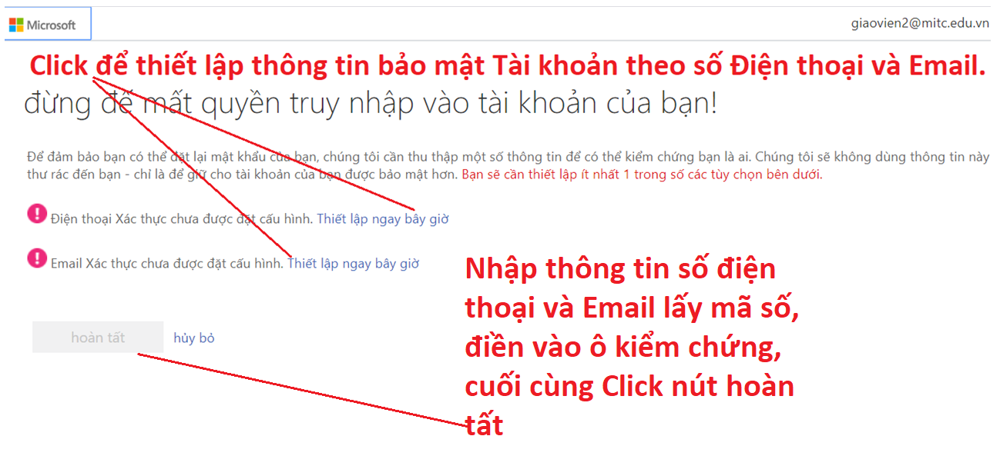 Microsoft
giaovien2@mitc.edu.vn
Click để thiết lập thông tin bảo mật Tài khoản theo số Điện thoại và Email.
đừng để mất quyền truy nhập vào tài khoản của bạn!
Để đảm bảo bạn có thể đặt lại mật khẩu của bạn, chúng tôi cần thu thập một số thông tin để có thể kiểm chứng bạn là ai. Chúng tôi sẽ không dùng thông tin này
thư rác đến bạn - chỉ là để giữ cho tài khoản của bạn được bảo mật hơn. Bạn sẽ cần thiết lập ít nhất 1 trong số các tùy chọn bên dưới.
Điện thoại Xác thực chưa được đặt cấu hình. Thiết lập ngay bây giờ
Email Xác thực chưa được đặt cấu hình. Thiết lập ngay bây giờ
hoàn tất hủy bỏ
Nhập thông tin số điện
thoại và Email lấy mã số,
điền vào ô kiểm chứng,
cuối cùng Click nút hoàn
tất